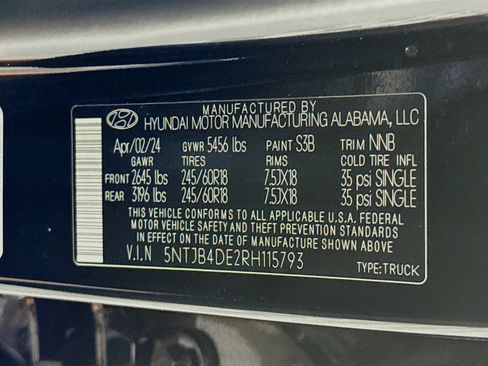 MANUFACTURED BY
HYUNDAI MOTOR MANUFACTURING ALABAMA, LLC
Apr/02/24 GVWR 5456 lbs PAINT S3B TRIM NNB
GAWR TIRES RIMS COLD TIRE INFL
FRONT 2645 lbs 245/60R18 7.5JX18 35 psi SINGLE
REAR 3196 lbs 245/60R18 7.5JX18 35 psi SINGLE
THIS VEHICLE CONFORMS TO ALL APPLICABLE U.S.A. FEDERAL
MOTOR VEHICLE SAFETY AND THEFT PREVENTION STANDARDS
IN EFFECT ON THE DATE OF MANUFACTURE SHOWN ABOVE
V.I.N 5NTJB4DE2RH115793
TYPE:TRUCK